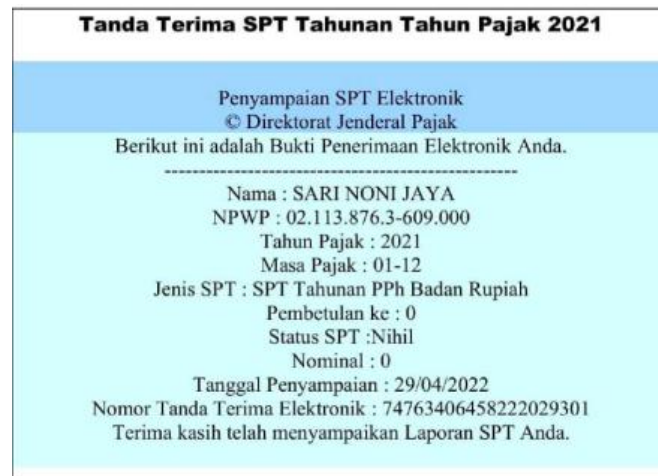 Tanda Terima SPT Tahunan Tahun Pajak 2021
Penyampaian SPT Elektronik
© Direktorat Jenderal Pajak
Berikut ini adalah Bukti Penerimaan Elektronik Anda.
--------------------------------------------------
Nama : SARI NONI JAYA
NPWP : 02.113.876.3-609.000
Tahun Pajak : 2021
Masa Pajak : 01-12
Jenis SPT : SPT Tahunan PPh Badan Rupiah
Pembetulan ke : 0
Status SPT :Nihil
Nominal : 0
Tanggal Penyampaian : 29/04/2022
Nomor Tanda Terima Elektronik : 74763406458222029301
Terima kasih telah menyampaikan Laporan SPT Anda.